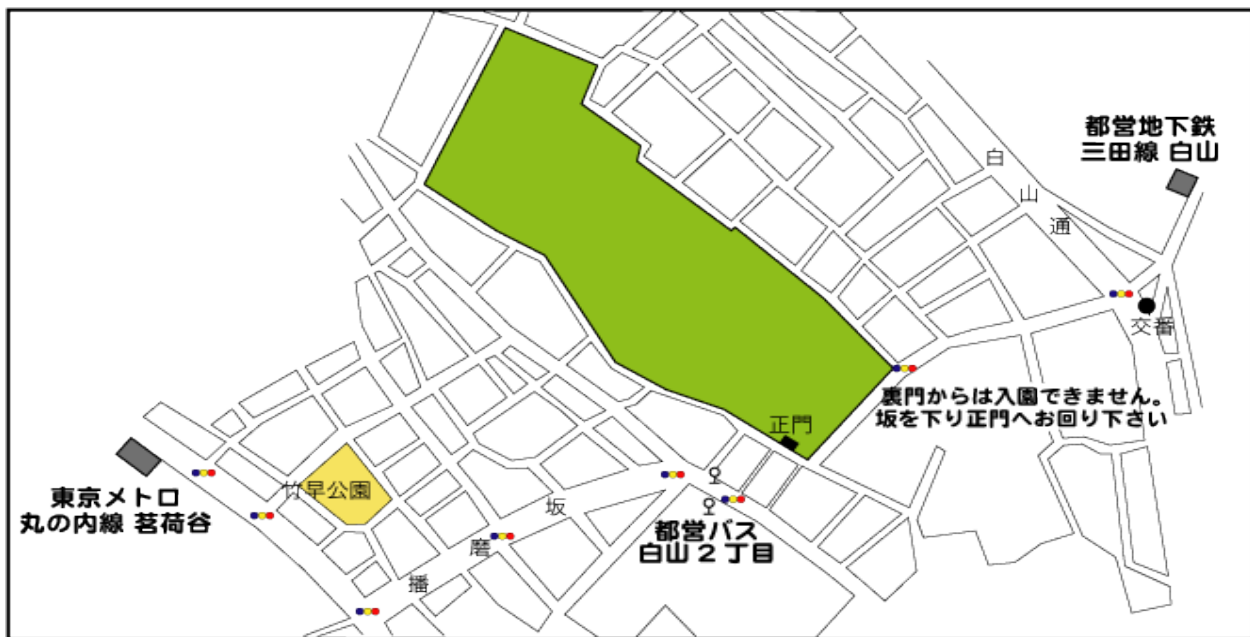 都営地下鉄
三田線 白山
白山通
交番
裏門からは入園できません。
坂を下り正門へお回り下さい
正門
竹早公園
東京メトロ
丸の内線 茗荷谷
播磨坂
都営バス
白山2丁目